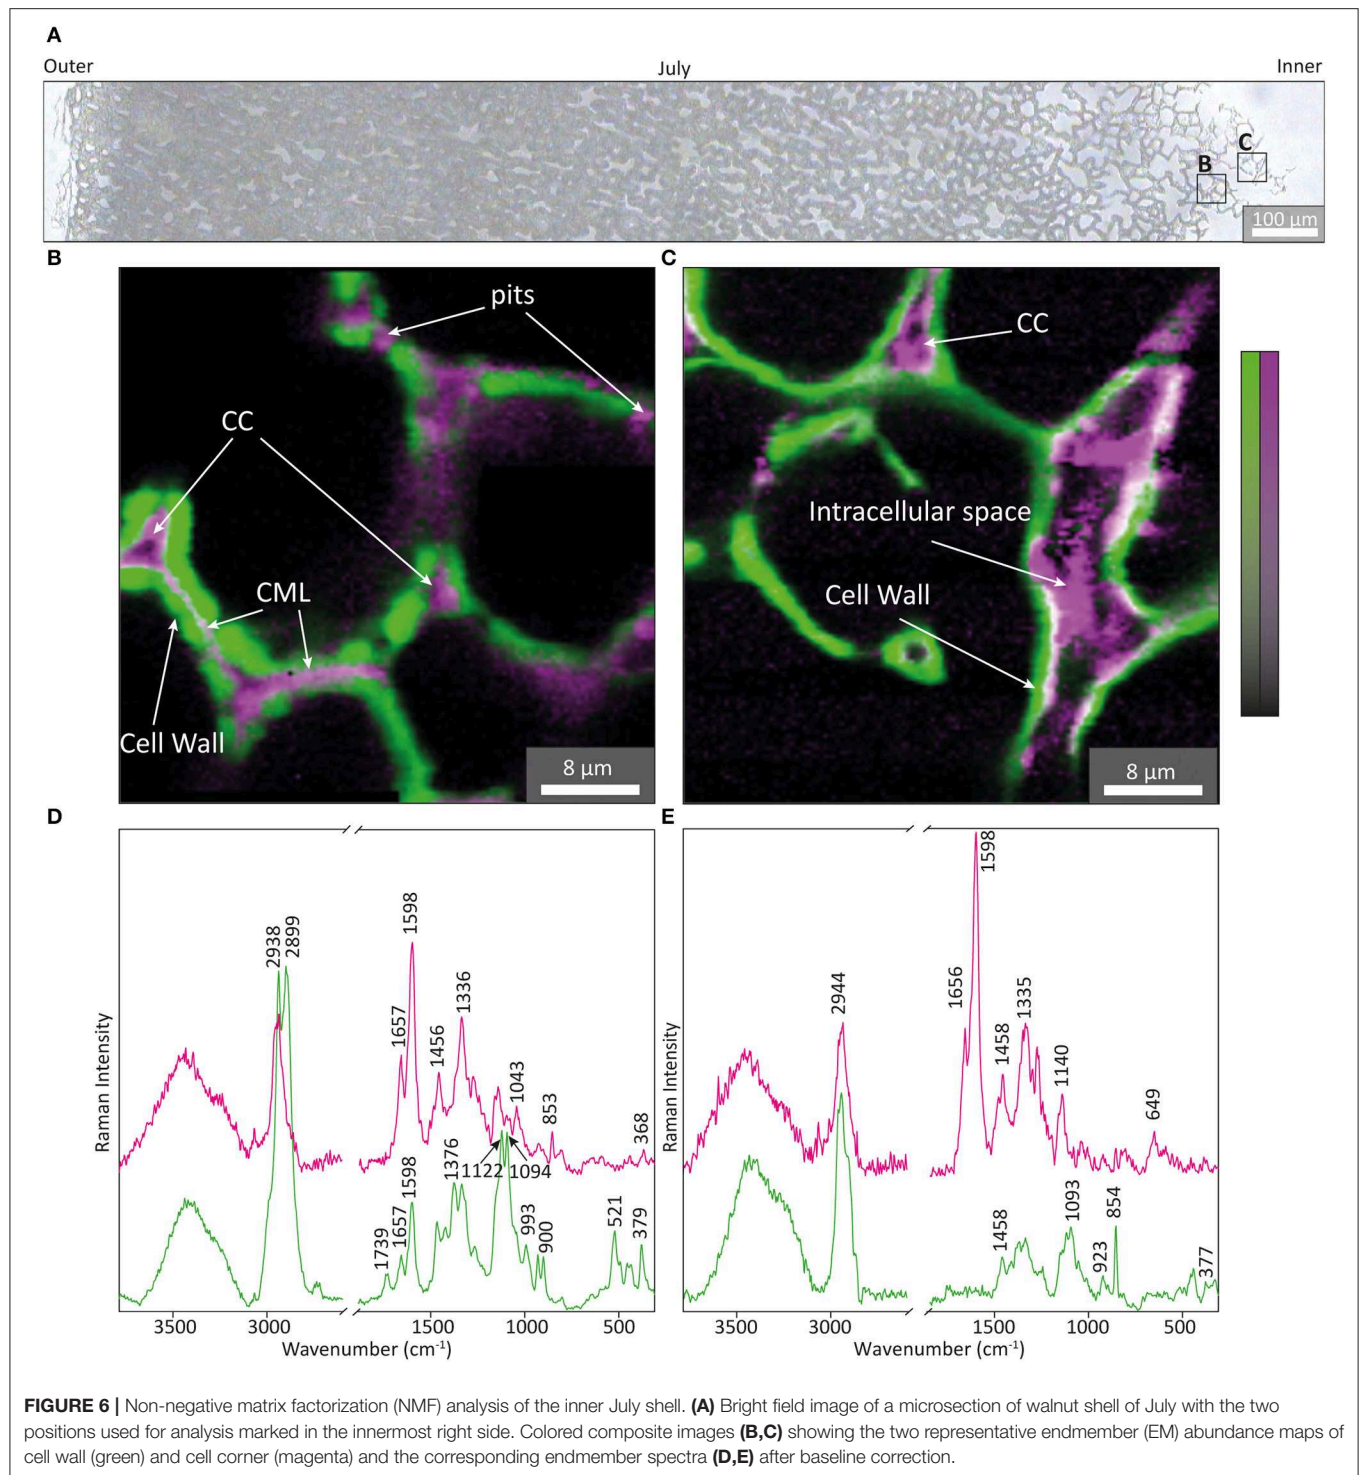 A
Outer July Inner
C
B
100 µm
B
C
pits
CC
CC
Intracellular space
CML
Cell Wall
Cell Wall
8 µm
8 µm
D
E
1598
1598
2938
2899
2944
1656
1657
1336
1335
1456
1458
1140
1043
853
649
368
1376
1122
1094
1598
1657
1739
993
900
521
379
1458
1093
923
854
377
Raman Intensity
Raman Intensity
3500 3000 1500 1000 500
3500 3000 1500 1000 500
Wavenumber (cm⁻¹)
Wavenumber (cm⁻¹)
FIGURE 6 | Non-negative matrix factorization (NMF) analysis of the inner July shell. (A) Bright field image of a microsection of walnut shell of July with the two
positions used for analysis marked in the innermost right side. Colored composite images (B,C) showing the two representative endmember (EM) abundance maps of
cell wall (green) and cell corner (magenta) and the corresponding endmember spectra (D,E) after baseline correction.